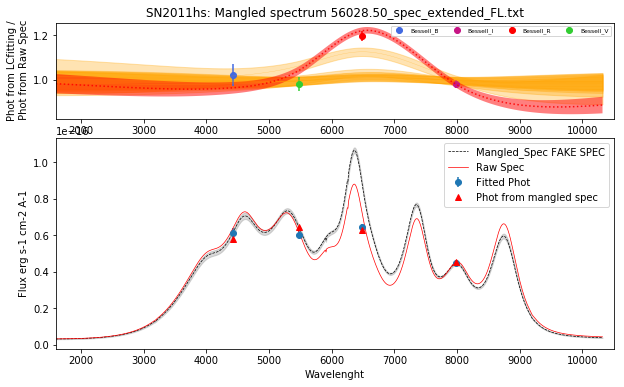 SN2011hs: Mangled spectrum 56028.50_spec_extended_FL.txt
Phot from LCfitting /
Phot from Raw Spec
1.2
1.0
Bessell_B
Bessell_I
Bessell_R
Bessell_V
2000 3000 4000 5000 6000 7000 8000 9000 10000
1e−16
Flux erg s-1 cm-2 A-1
1.0
0.8
0.6
0.4
0.2
0.0
Mangled_Spec FAKE SPEC
Raw Spec
Fitted Phot
Phot from mangled spec
2000 3000 4000 5000 6000 7000 8000 9000 10000
Wavelenght